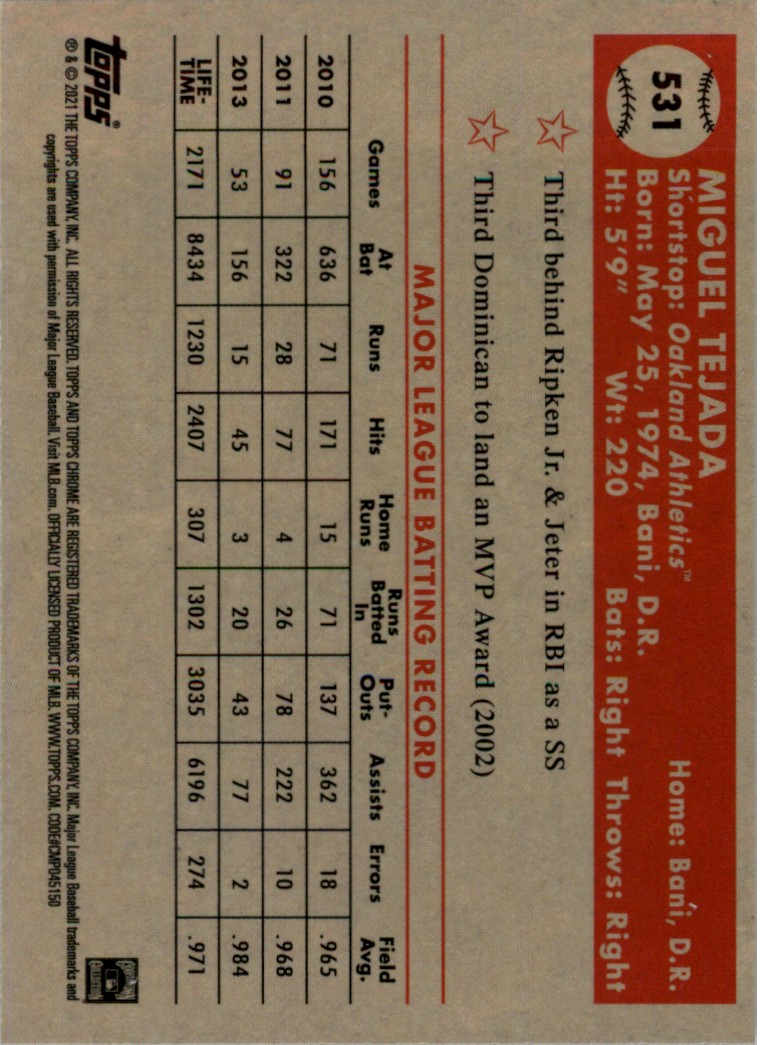 531
MIGUEL TEJADA
Shortstop: Oakland Athletics™ Home: Bani, D.R.
Born: May 25, 1974, Bani, D.R.
Ht: 5'9" Wt: 220 Bats: Right Throws: Right
Third behind Ripken Jr. & Jeter in RBI as a SS
Third Dominican to land an MVP Award (2002)
MAJOR LEAGUE BATTING RECORD
Games At Bat Runs Hits Home Runs Runs Batted In Put-Outs Assists Errors Field Avg.
2010 156 636 71 171 15 71 137 362 18 .965
2011 91 322 28 77 4 26 78 222 10 .968
2013 53 156 15 45 3 20 43 77 2 .984
LIFE-TIME 2171 8434 1230 2407 307 1302 3035 6196 274 .971
topps®
® & © 2021 THE TOPPS COMPANY, INC. ALL RIGHTS RESERVED. TOPPS AND TOPPS CHROME ARE REGISTERED TRADEMARKS OF THE TOPPS COMPANY, INC. Major League Baseball trademarks and
copyrights are used with permission of Major League Baseball. Visit MLB.com. OFFICIALLY LICENSED PRODUCT OF MLB. WWW.TOPPS.COM. CODE#CMP045150
COOPERSTOWN
COLLECTION